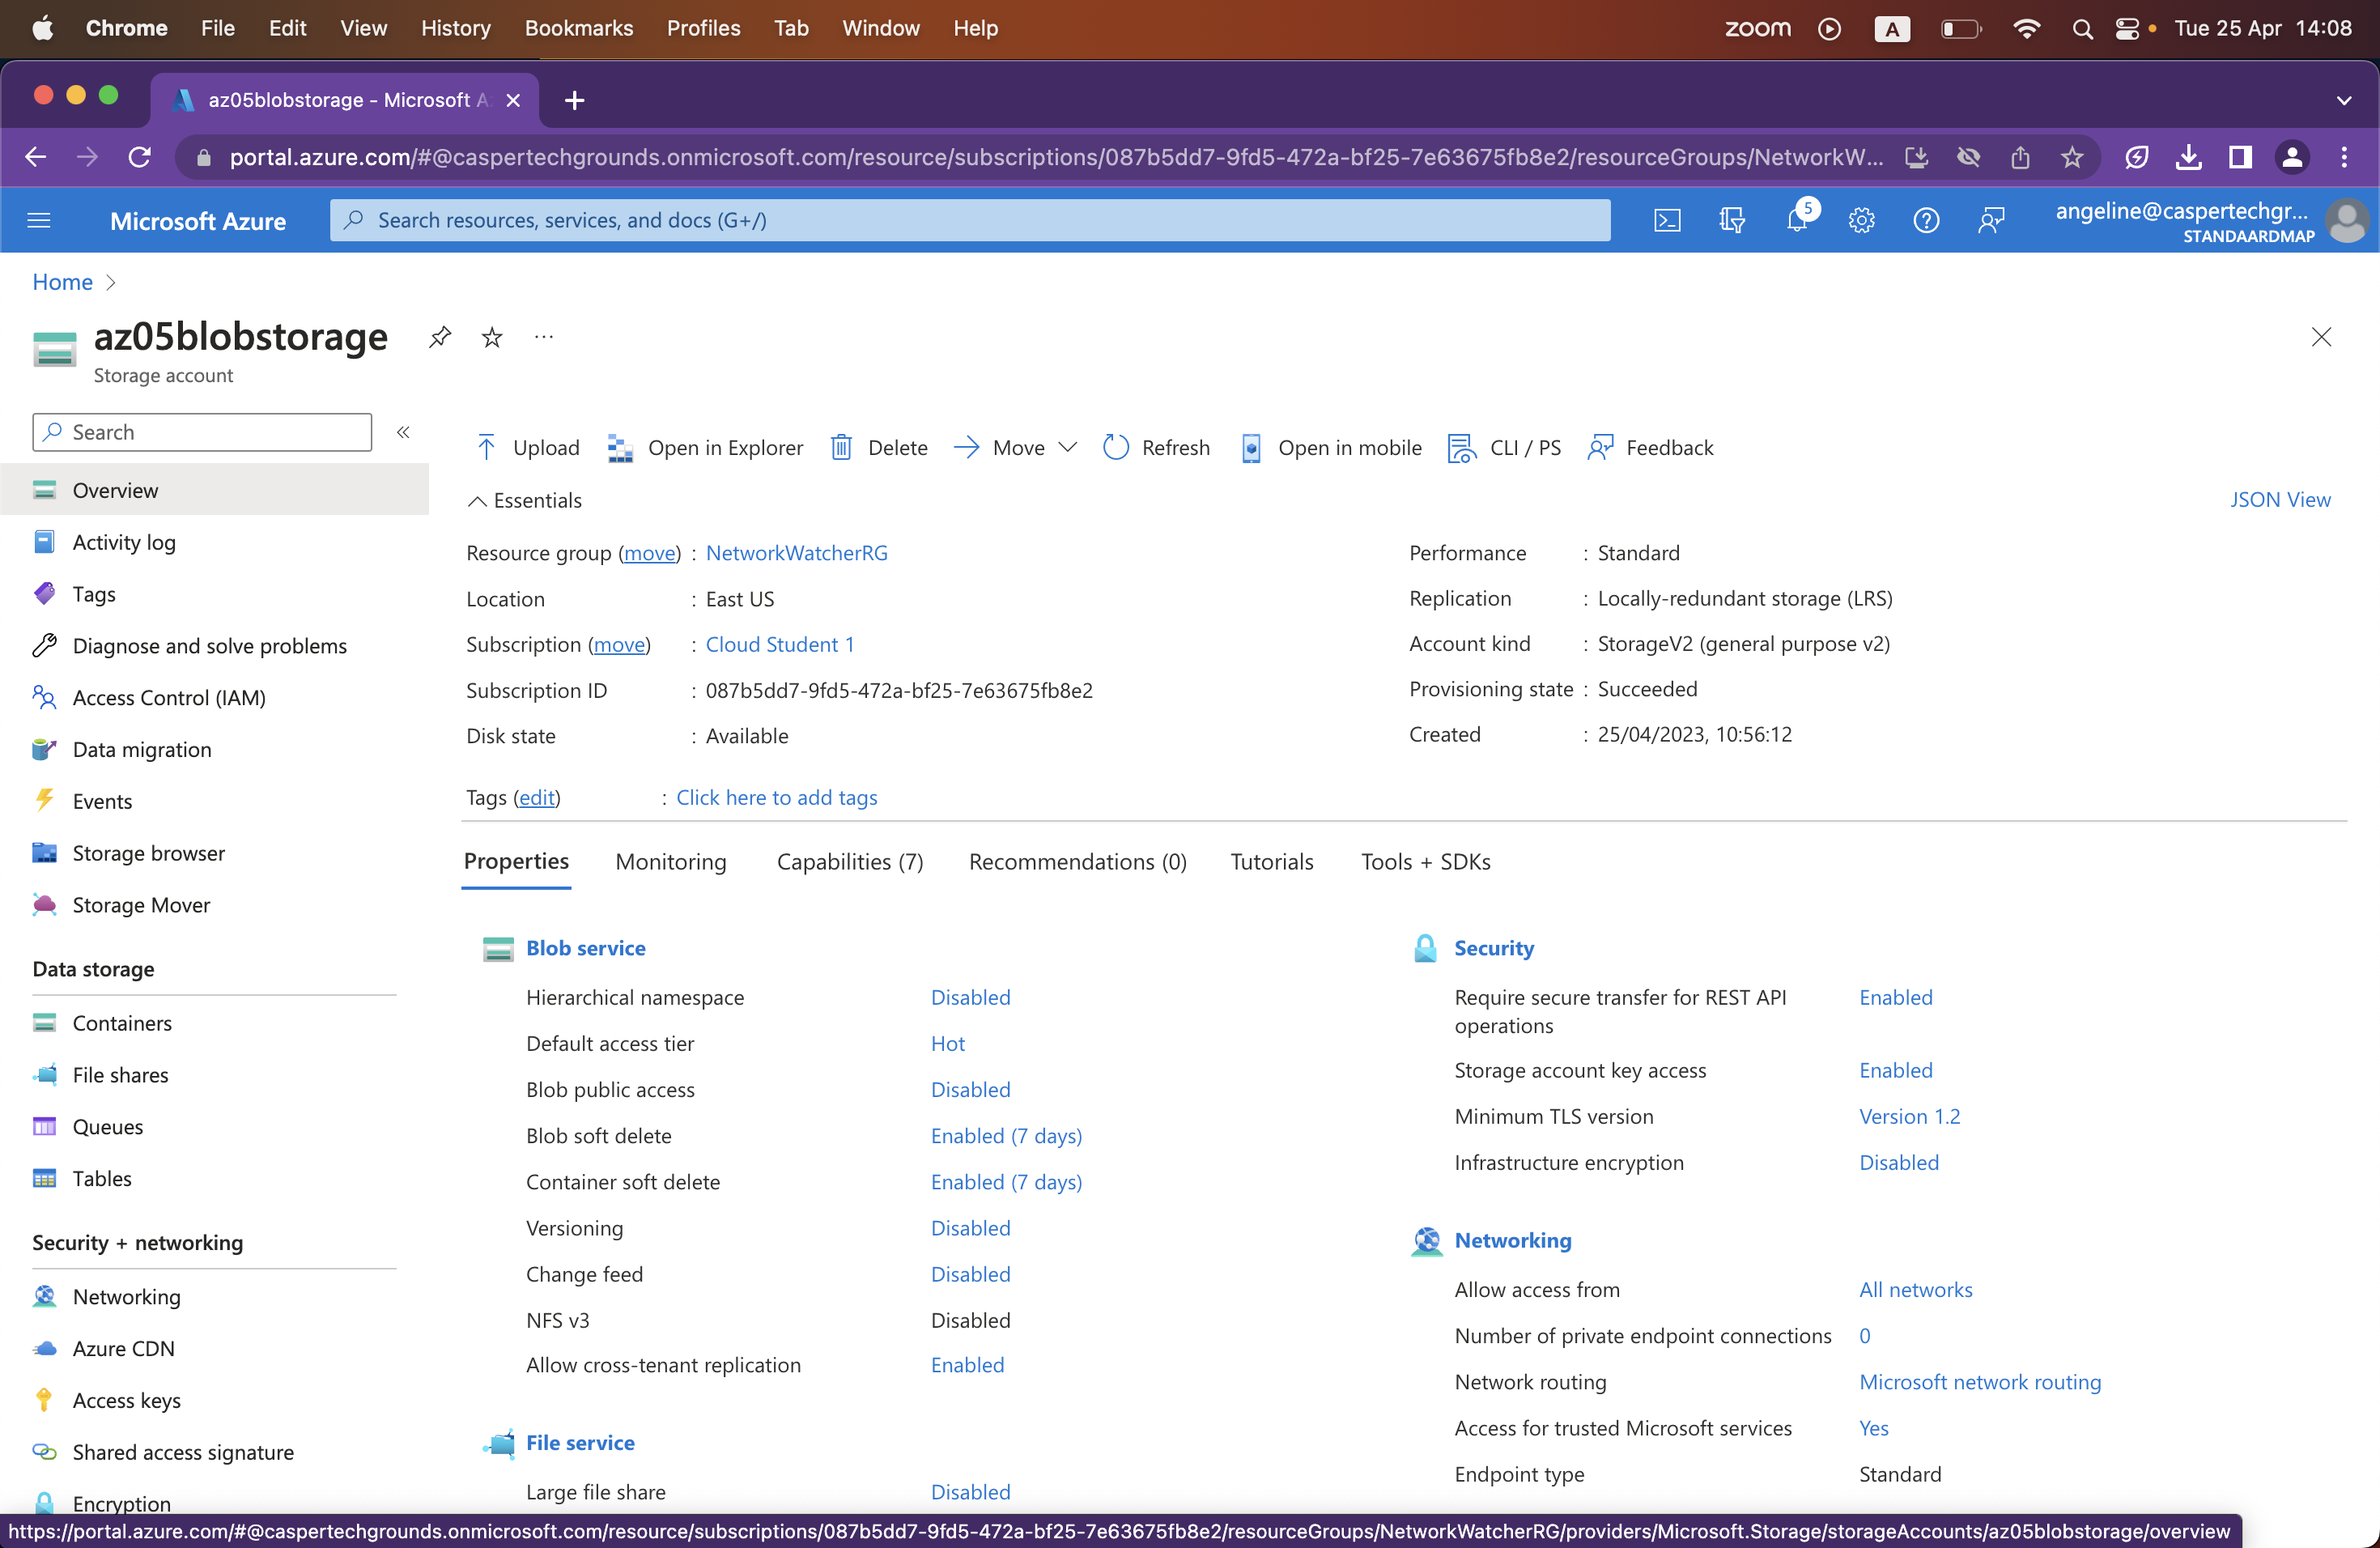 Chrome File Edit View History Bookmarks Profiles Tab Window Help zoom A Tue 25 Apr 14:08
az05blobstorage - Microsoft A
portal.azure.com/#@caspertechgrounds.onmicrosoft.com/resource/subscriptions/087b5dd7-9fd5-472a-bf25-7e63675fb8e2/resourceGroups/NetworkW...
Microsoft Azure
Search resources, services, and docs (G+/)
5
angeline@caspertechgr...
STANDAARDMAP
Home
az05blobstorage
Storage account
Search
Overview
Activity log
Tags
Diagnose and solve problems
Access Control (IAM)
Data migration
Events
Storage browser
Storage Mover
Data storage
Containers
File shares
Queues
Tables
Security + networking
Networking
Azure CDN
Access keys
Shared access signature
Encryption
Upload Open in Explorer Delete Move Refresh Open in mobile CLI / PS Feedback
Essentials
JSON View
Resource group (move) : NetworkWatcherRG
Location : East US
Subscription (move) : Cloud Student 1
Subscription ID : 087b5dd7-9fd5-472a-bf25-7e63675fb8e2
Disk state : Available
Performance : Standard
Replication : Locally-redundant storage (LRS)
Account kind : StorageV2 (general purpose v2)
Provisioning state : Succeeded
Created : 25/04/2023, 10:56:12
Tags (edit) : Click here to add tags
Properties Monitoring Capabilities (7) Recommendations (0) Tutorials Tools + SDKs
Blob service
Hierarchical namespace Disabled
Default access tier Hot
Blob public access Disabled
Blob soft delete Enabled (7 days)
Container soft delete Enabled (7 days)
Versioning Disabled
Change feed Disabled
NFS v3 Disabled
Allow cross-tenant replication Enabled
File service
Large file share Disabled
Security
Require secure transfer for REST API Enabled
operations
Storage account key access Enabled
Minimum TLS version Version 1.2
Infrastructure encryption Disabled
Networking
Allow access from All networks
Number of private endpoint connections 0
Network routing Microsoft network routing
Access for trusted Microsoft services Yes
Endpoint type Standard
https://portal.azure.com/#@caspertechgrounds.onmicrosoft.com/resource/subscriptions/087b5dd7-9fd5-472a-bf25-7e63675fb8e2/resourceGroups/NetworkWatcherRG/providers/Microsoft.Storage/storageAccounts/az05blobstorage/overview